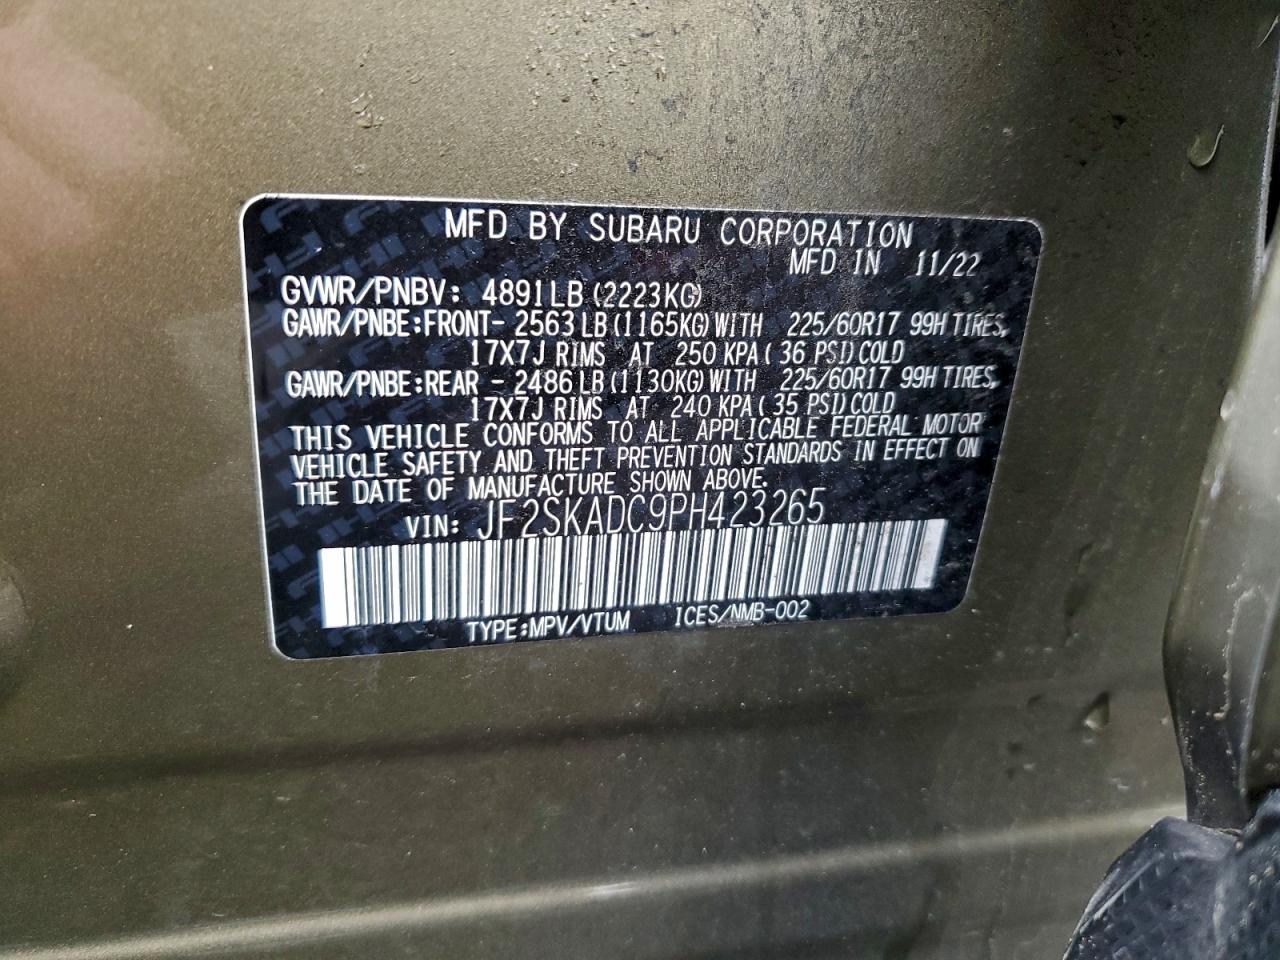 MFD BY SUBARU CORPORATION
MFD IN 11/22
GVWR/PNBV: 4891LB(2223KG)
GAWR/PNBE:FRONT- 2563LB(1165KG)WITH 225/60R17 99H TIRES,
17X7J RIMS AT 250 KPA( 36 PSI)COLD
GAWR/PNBE:REAR - 2486LB(1130KG)WITH 225/60R17 99H TIRES,
17X7J RIMS AT 240 KPA( 35 PSI)COLD
THIS VEHICLE CONFORMS TO ALL APPLICABLE FEDERAL MOTOR
VEHICLE SAFETY AND THEFT PREVENTION STANDARDS IN EFFECT ON
THE DATE OF MANUFACTURE SHOWN ABOVE.
VIN: JF2SKADC9PH423265
TYPE:MPV/VTUM ICES/NMB-002